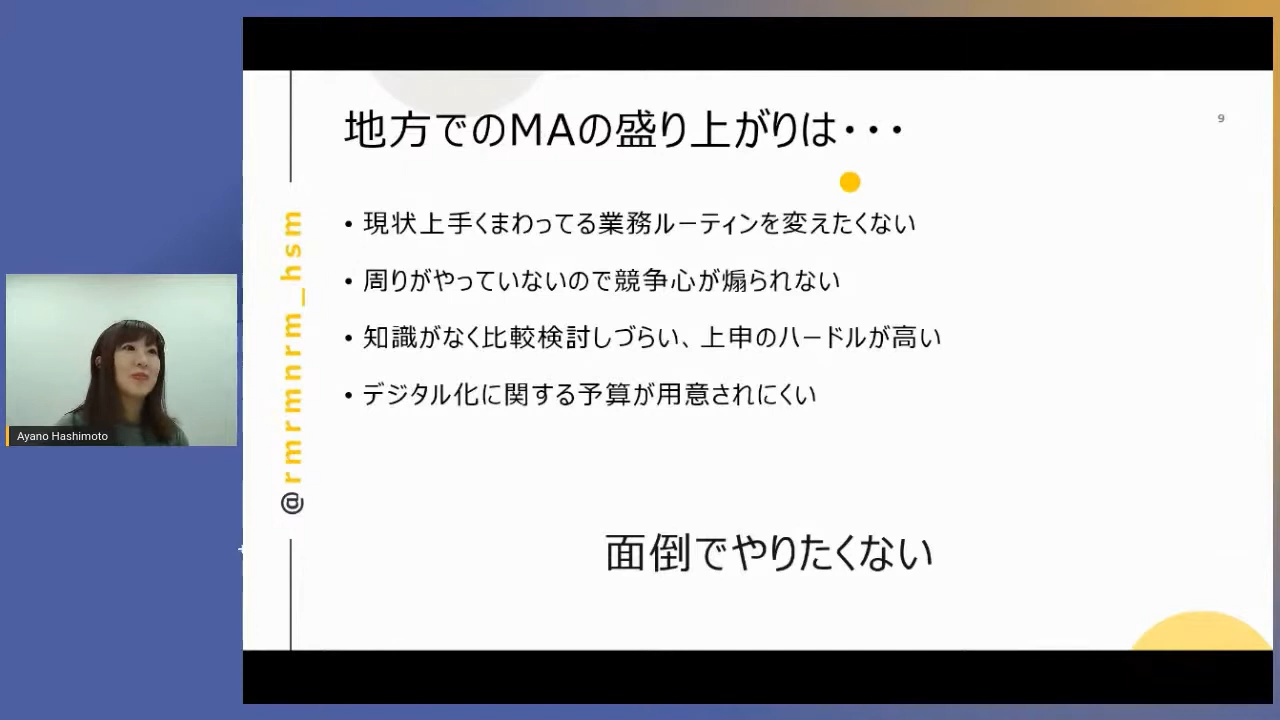 地方でのMAの盛り上がりは・・・
9
• 現状上手くまわってる業務ルーティンを変えたくない
• 周りがやっていないので競争心が煽られない
• 知識がなく比較検討しづらい、上申のハードルが高い
• デジタル化に関する予算が用意されにくい
面倒でやりたくない
@rmrmnrm_hsm
Ayano Hashimoto